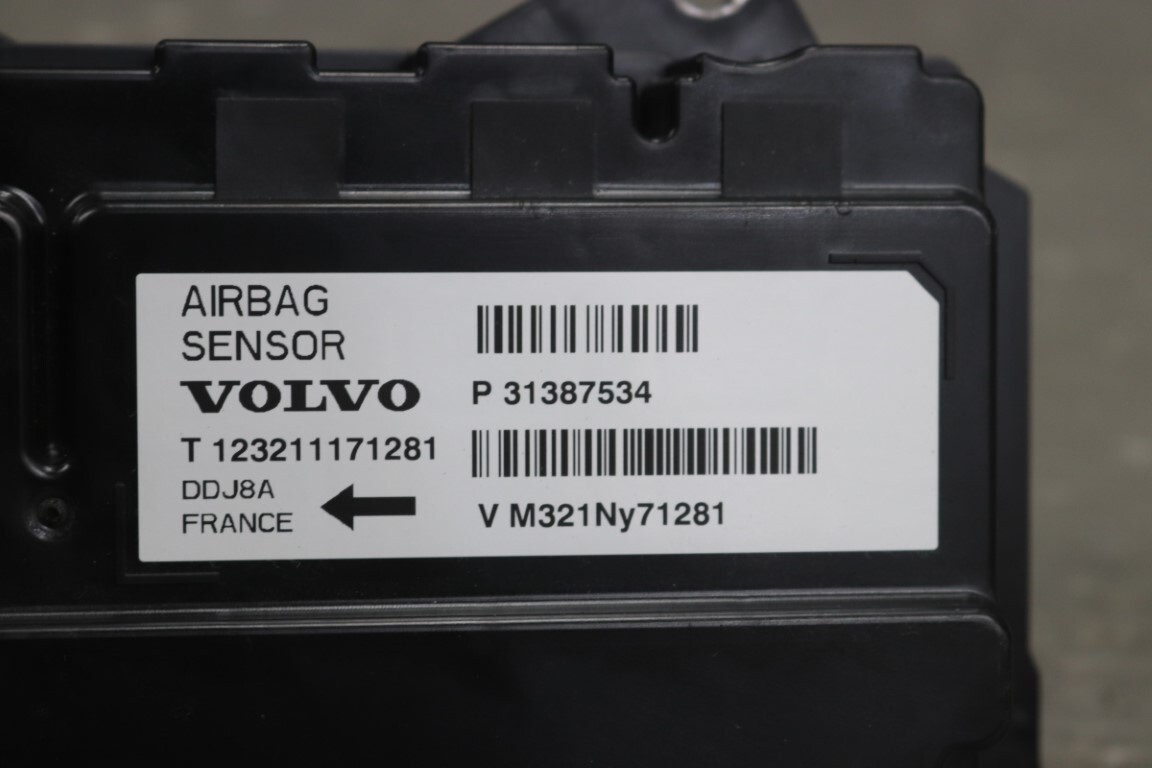 AIRBAG
SENSOR
VOLVO
P 31387534
T 123211171281
DDJ8A
FRANCE
V M321Ny71281